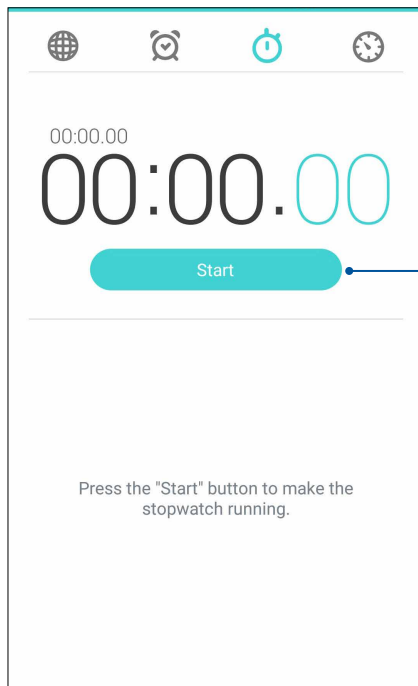 00:00.00
00:00.00
Start
Press the "Start" button to make the
stopwatch running.